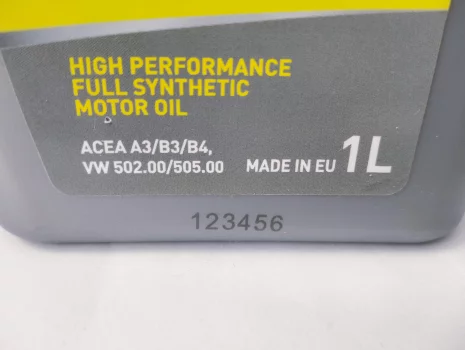 HIGH PERFORMANCE
FULL SYNTHETIC
MOTOR OIL
ACEA A3/B3/B4,
VW 502.00/505.00
MADE IN EU 1L
123456